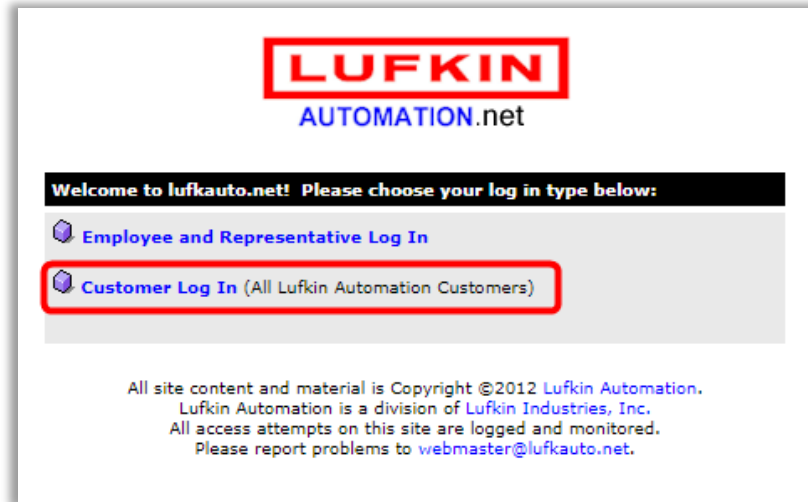 LUFKIN
AUTOMATION.net
Welcome to lufkauto.net! Please choose your log in type below:
Employee and Representative Log In
Customer Log In (All Lufkin Automation Customers)
All site content and material is Copyright ©2012 Lufkin Automation.
Lufkin Automation is a division of Lufkin Industries, Inc.
All access attempts on this site are logged and monitored.
Please report problems to webmaster@lufkauto.net.